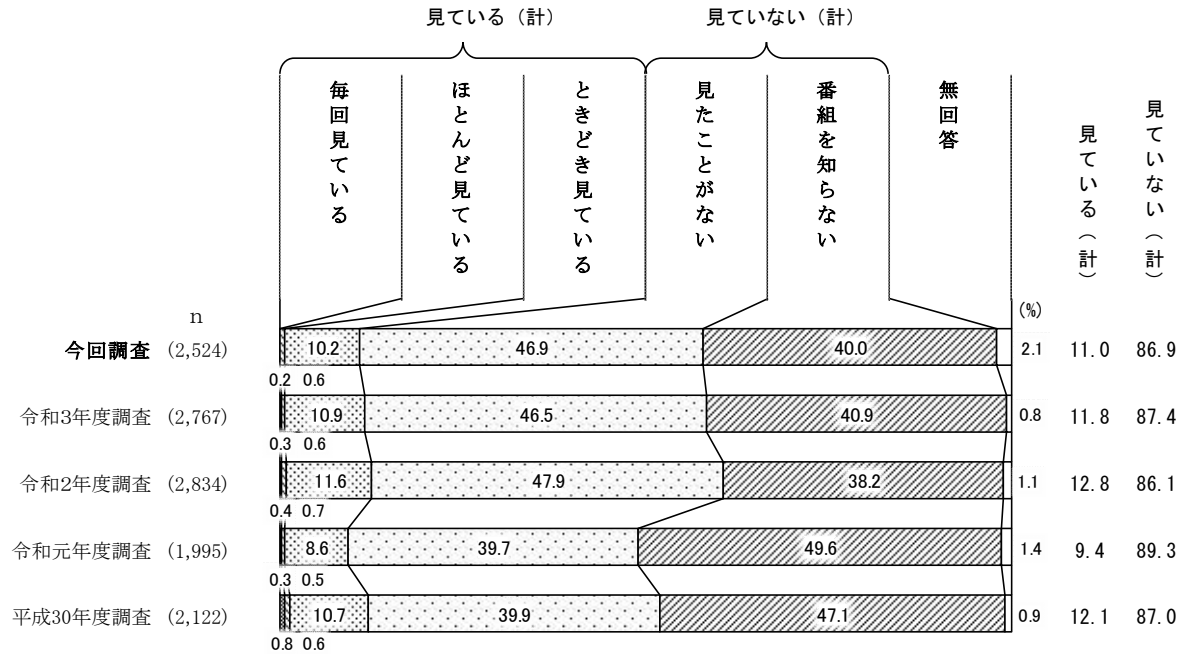 見ている（計）
見ていない（計）
毎回見ている
ほとんど見ている
ときどき見ている
見たことがない
番組を知らない
無回答
見ている（計）
見ていない（計）
n
(%)
今回調査 (2,524) 10.2 46.9 40.0 2.1 11.0 86.9
0.2 0.6
令和3年度調査 (2,767) 10.9 46.5 40.9 0.8 11.8 87.4
0.3 0.6
令和2年度調査 (2,834) 11.6 47.9 38.2 1.1 12.8 86.1
0.4 0.7
令和元年度調査 (1,995) 8.6 39.7 49.6 1.4 9.4 89.3
0.3 0.5
平成30年度調査 (2,122) 10.7 39.9 47.1 0.9 12.1 87.0
0.8 0.6